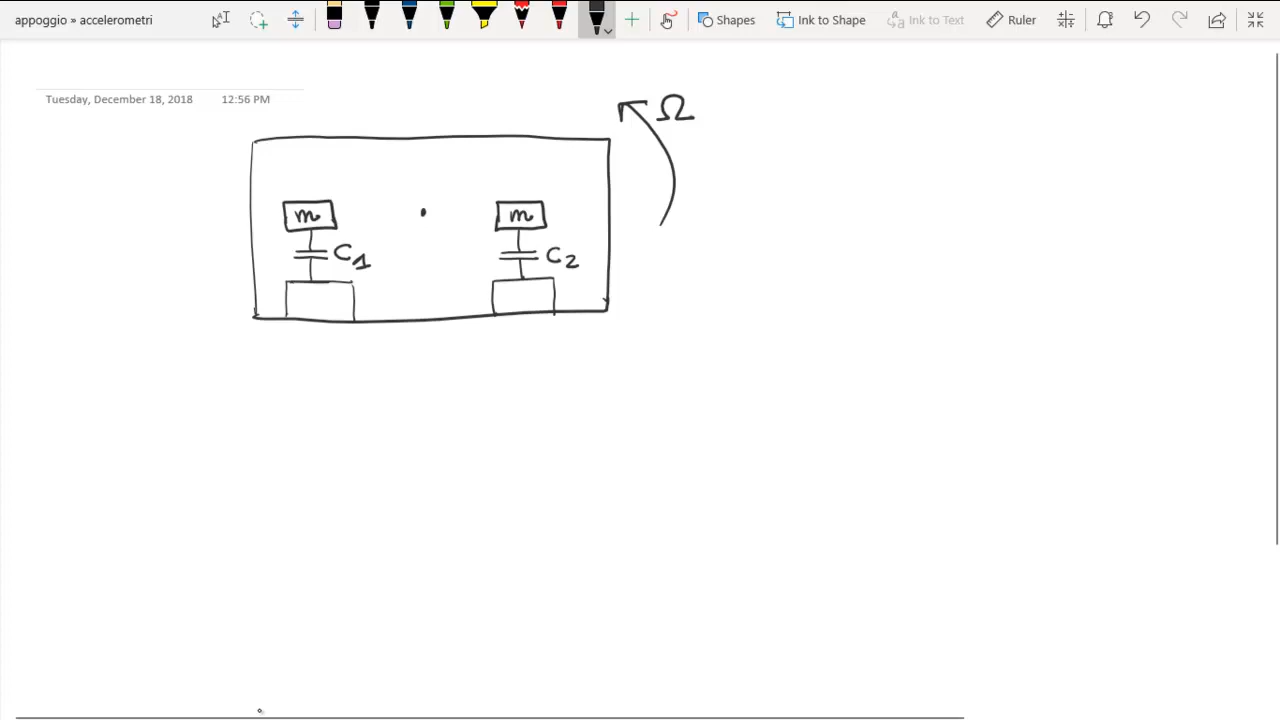 appoggio » accelerometri
Shapes
Ink to Shape
Ink to Text
Ruler
Tuesday, December 18, 2018 12:56 PM
Ω
m m
C1 C2